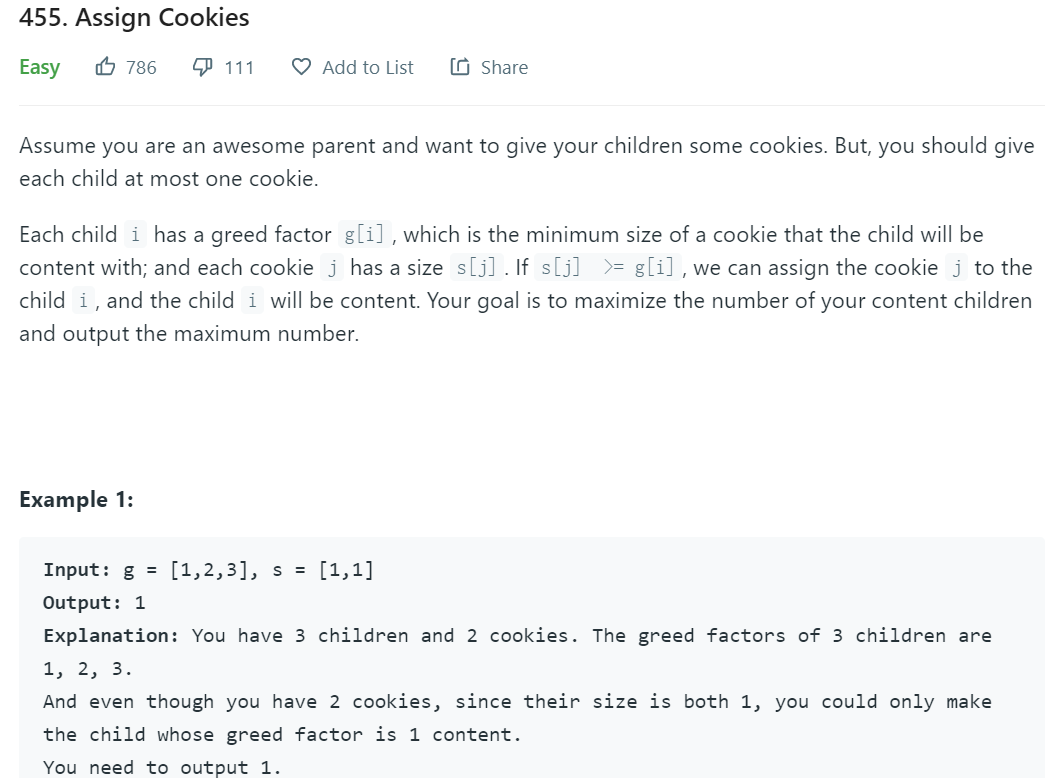 455. Assign Cookies
Easy 786 111 Add to List Share
Assume you are an awesome parent and want to give your children some cookies. But, you should give
each child at most one cookie.
Each child i has a greed factor g[i] , which is the minimum size of a cookie that the child will be
content with; and each cookie j has a size s[j] . If s[j] >= g[i] , we can assign the cookie j to the
child i , and the child i will be content. Your goal is to maximize the number of your content children
and output the maximum number.
Example 1:
Input: g = [1,2,3], s = [1,1]
Output: 1
Explanation: You have 3 children and 2 cookies. The greed factors of 3 children are
1, 2, 3.
And even though you have 2 cookies, since their size is both 1, you could only make
the child whose greed factor is 1 content.
You need to output 1.